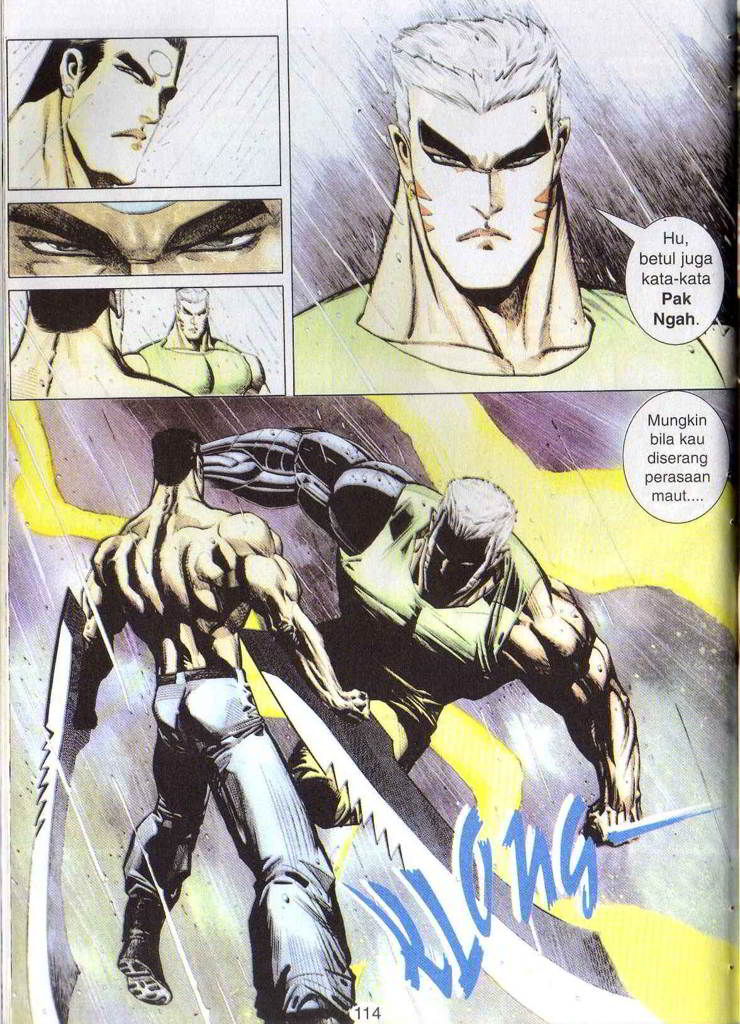 Hu,
betul juga
kata-kata
Pak
Ngah.
Mungkin
bila kau
diserang
perasaan
maut....
KLONG
114